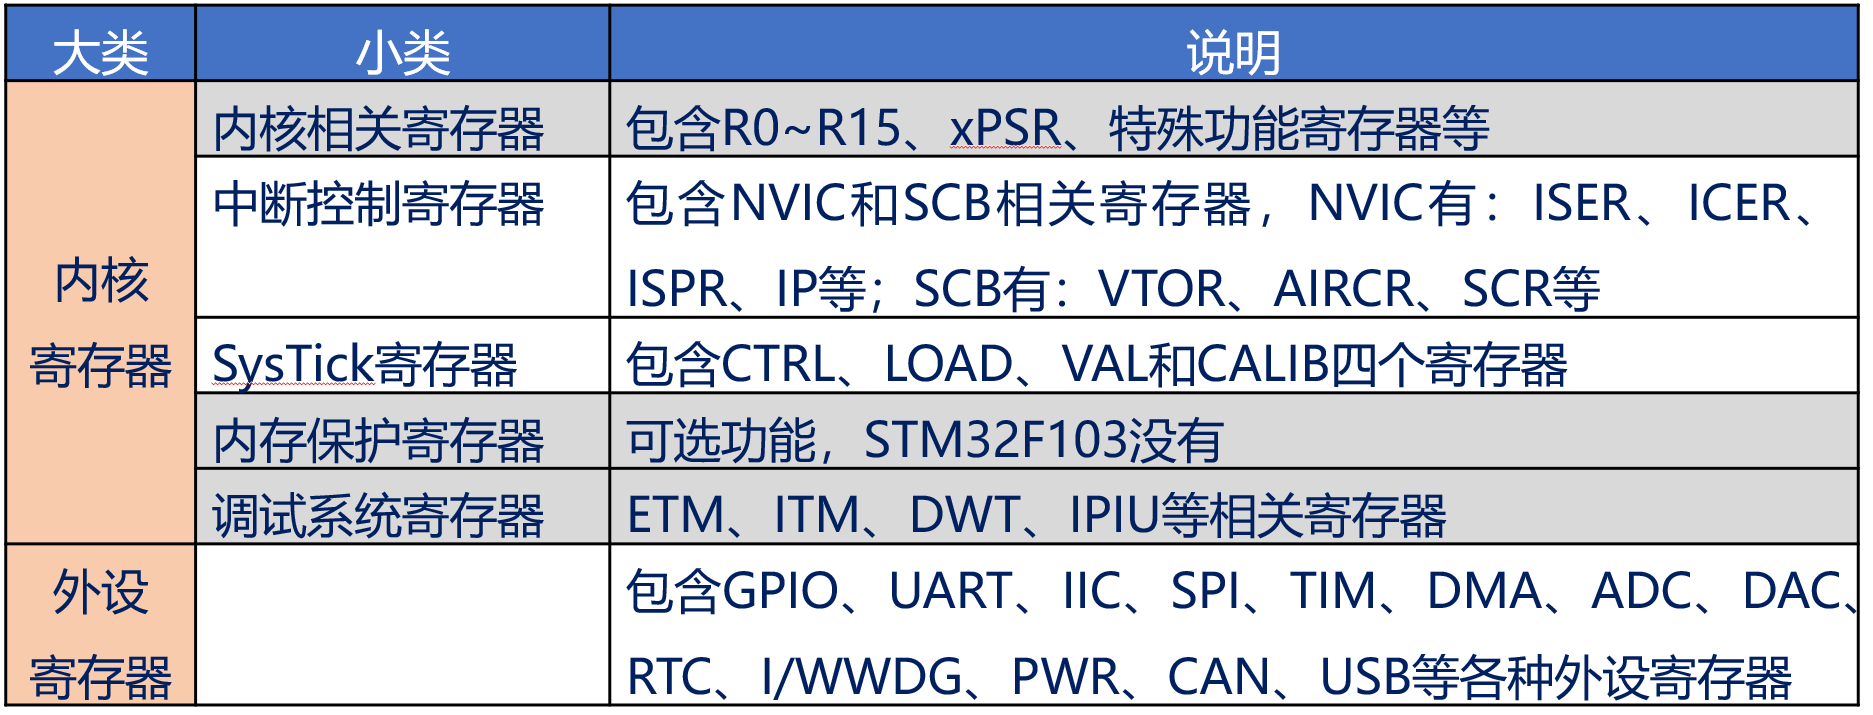 大类 小类 说明
内核相关寄存器 包含R0~R15、xPSR、特殊功能寄存器等
中断控制寄存器 包含NVIC和SCB相关寄存器，NVIC有：ISER、ICER、
ISPR、IP等；SCB有：VTOR、AIRCR、SCR等
内核
寄存器
SysTick寄存器 包含CTRL、LOAD、VAL和CALIB四个寄存器
内存保护寄存器 可选功能，STM32F103没有
调试系统寄存器 ETM、ITM、DWT、IPIU等相关寄存器
外设
寄存器
包含GPIO、UART、IIC、SPI、TIM、DMA、ADC、DAC、
RTC、I/WWDG、PWR、CAN、USB等各种外设寄存器